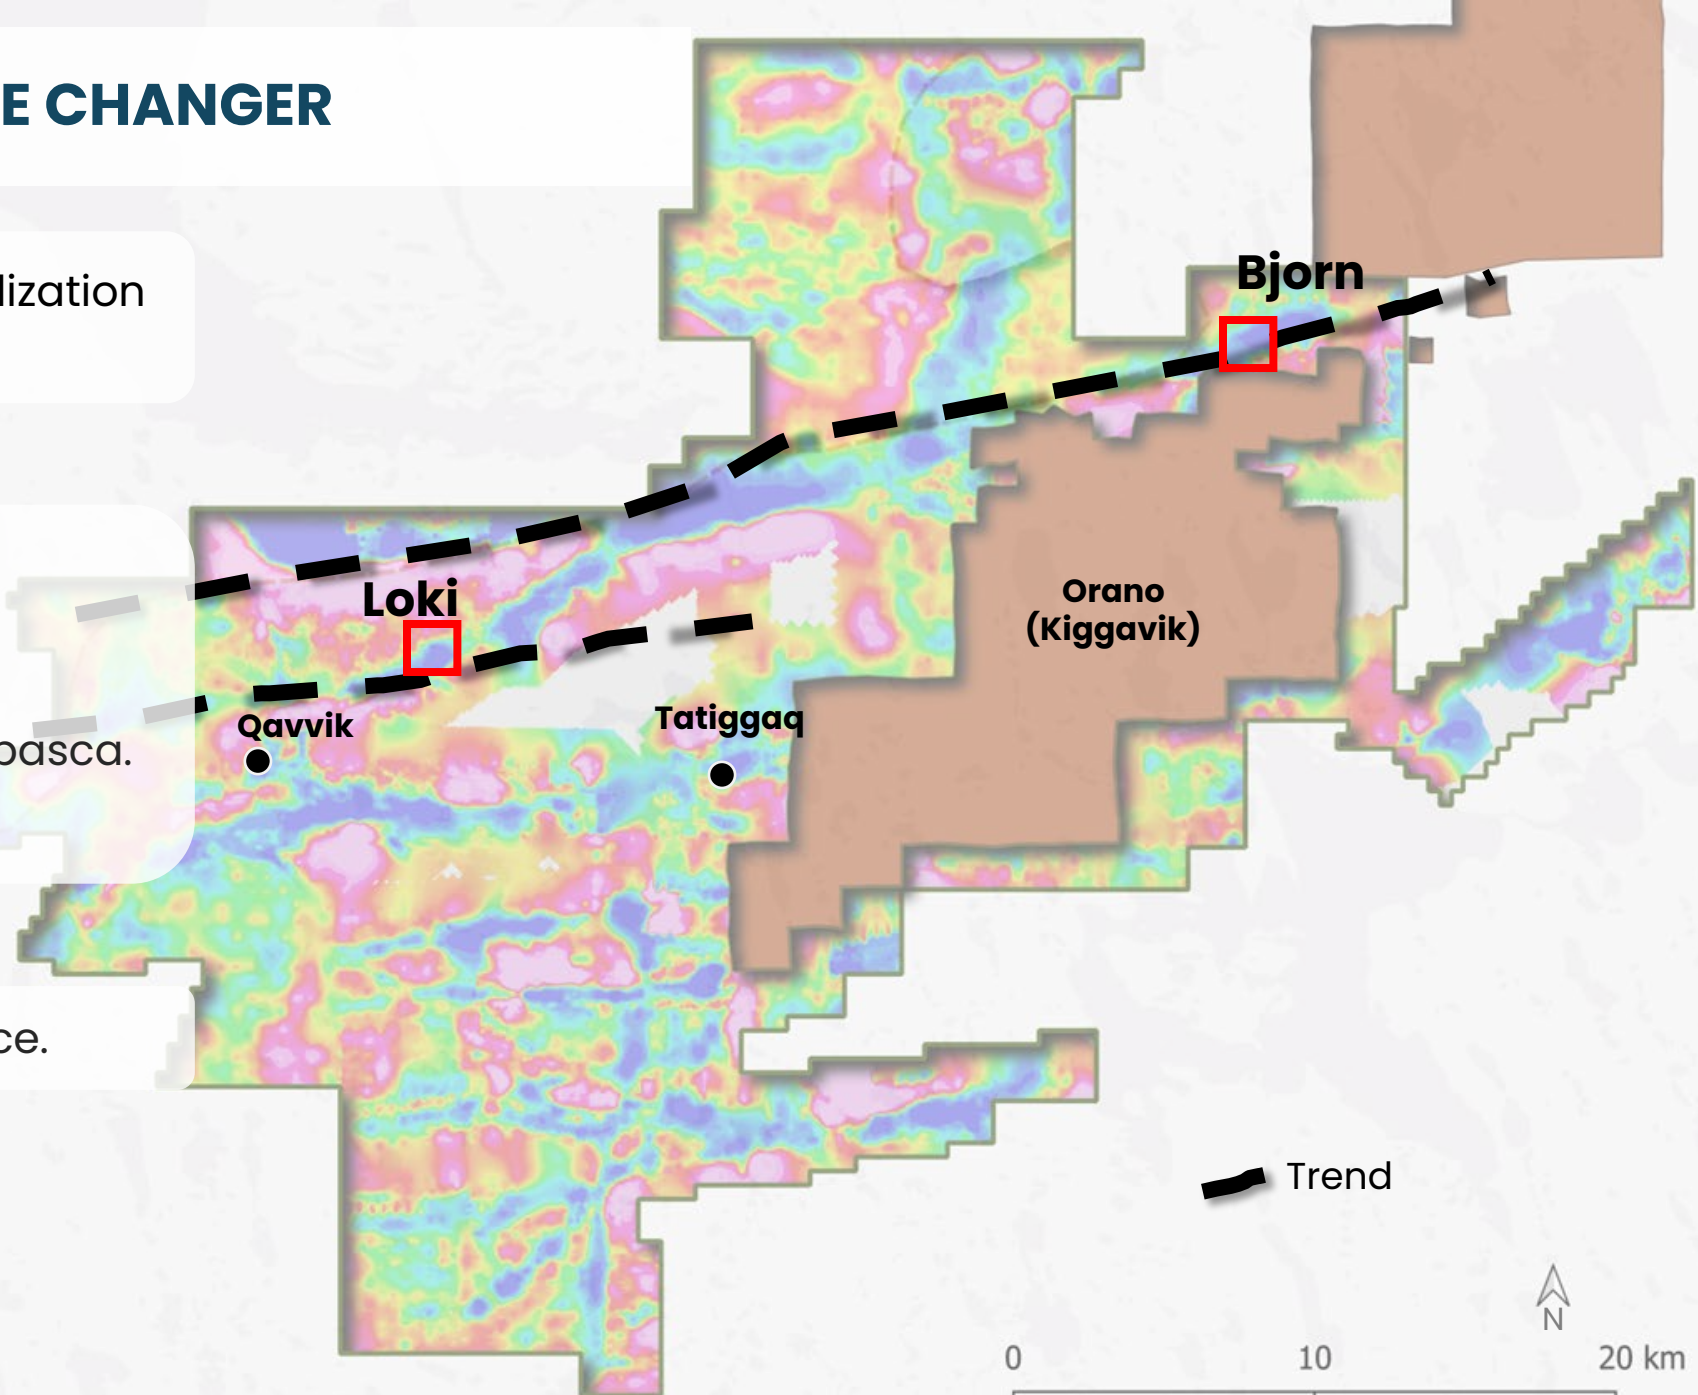 E CHANGER
lization
Bjorn
Loki
Orano
(Kiggavik)
Qavvik
Tatiggaq
basca.
ce.
Trend
N
0 10 20 km